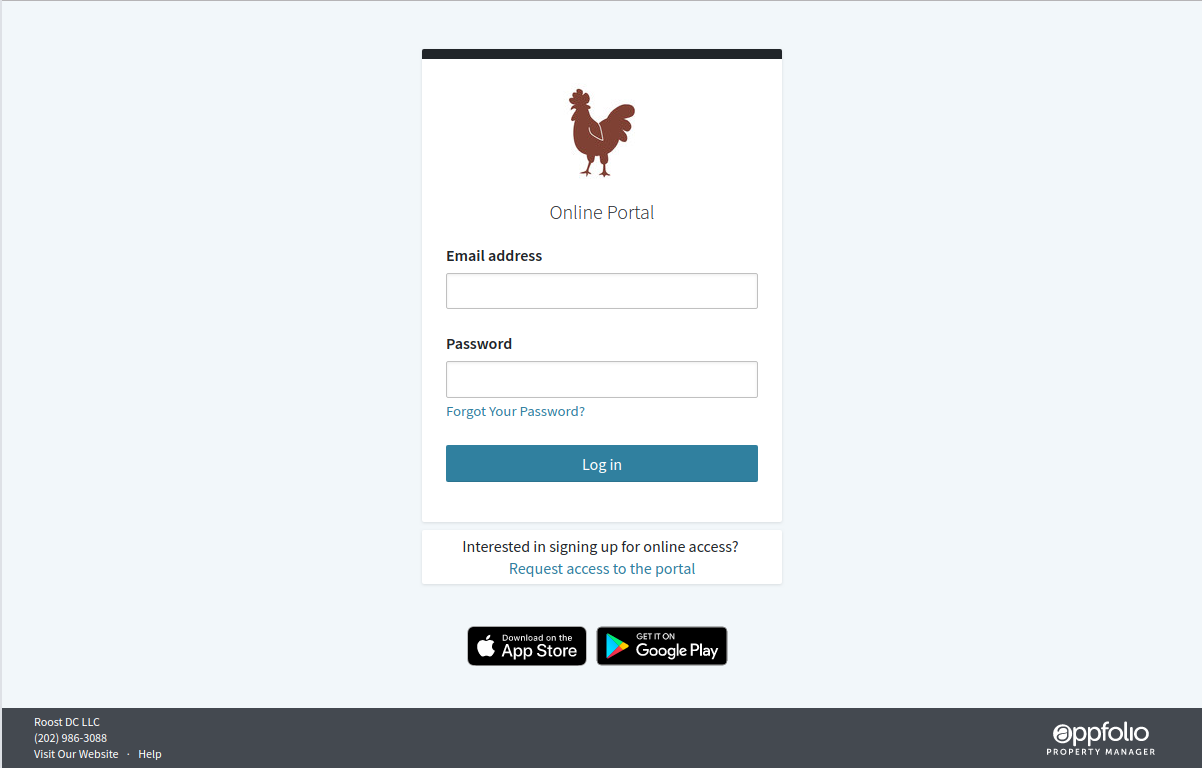 Online Portal
Email address
Password
Forgot Your Password?
Log in
Interested in signing up for online access?
Request access to the portal
Download on the
App Store
GET IT ON
Google Play
Roost DC LLC
(202) 986-3088
Visit Our Website · Help
appfolio
PROPERTY MANAGER